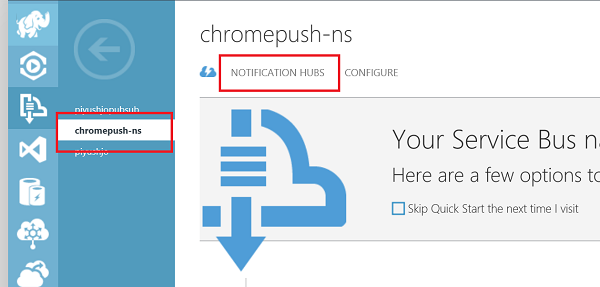 piyushjopubsub
chromepush-ns
piyushjo
chromepush-ns
NOTIFICATION HUBS CONFIGURE
Your Service Bus n
Here are a few options to
Skip Quick Start the next time I visit